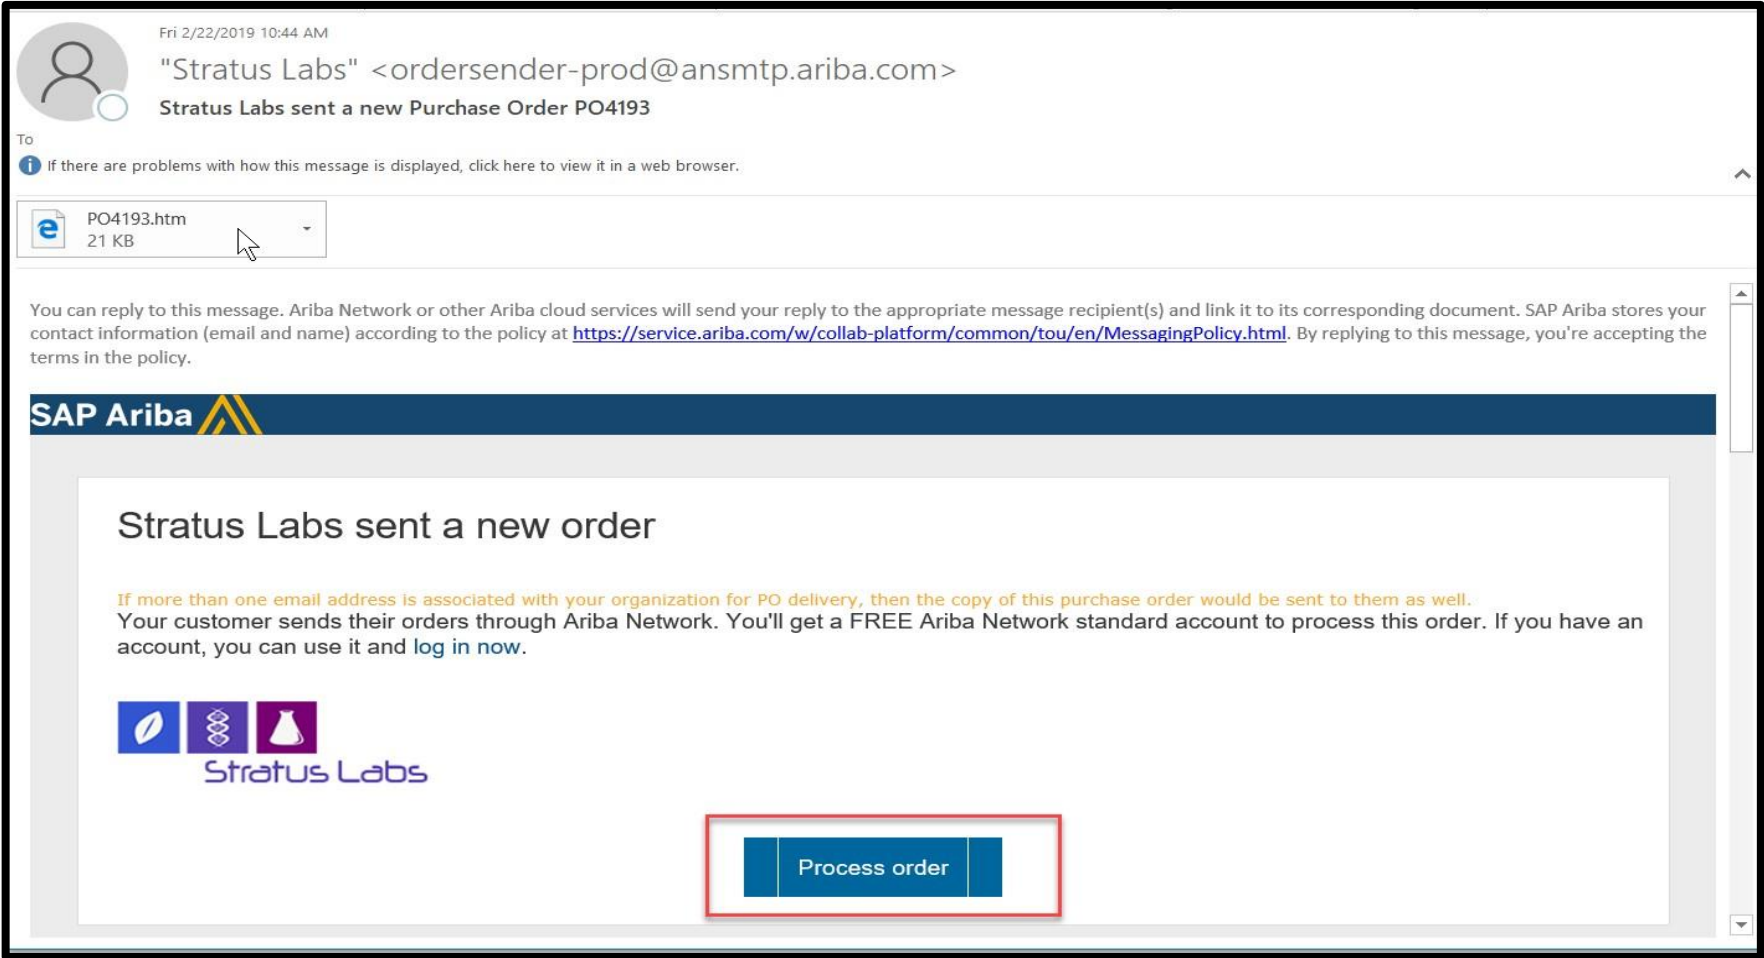 Fri 2/22/2019 10:44 AM
"Stratus Labs" <ordersender-prod@ansmtp.ariba.com>
Stratus Labs sent a new Purchase Order PO4193
To
If there are problems with how this message is displayed, click here to view it in a web browser.
PO4193.htm
21 KB
You can reply to this message. Ariba Network or other Ariba cloud services will send your reply to the appropriate message recipient(s) and link it to its corresponding document. SAP Ariba stores your
contact information (email and name) according to the policy at https://service.ariba.com/w/collab-platform/common/tou/en/MessagingPolicy.html. By replying to this message, you're accepting the
terms in the policy.
SAP Ariba
Stratus Labs sent a new order
If more than one email address is associated with your organization for PO delivery, then the copy of this purchase order would be sent to them as well.
Your customer sends their orders through Ariba Network. You'll get a FREE Ariba Network standard account to process this order. If you have an
account, you can use it and log in now.
Stratus Labs
Process order